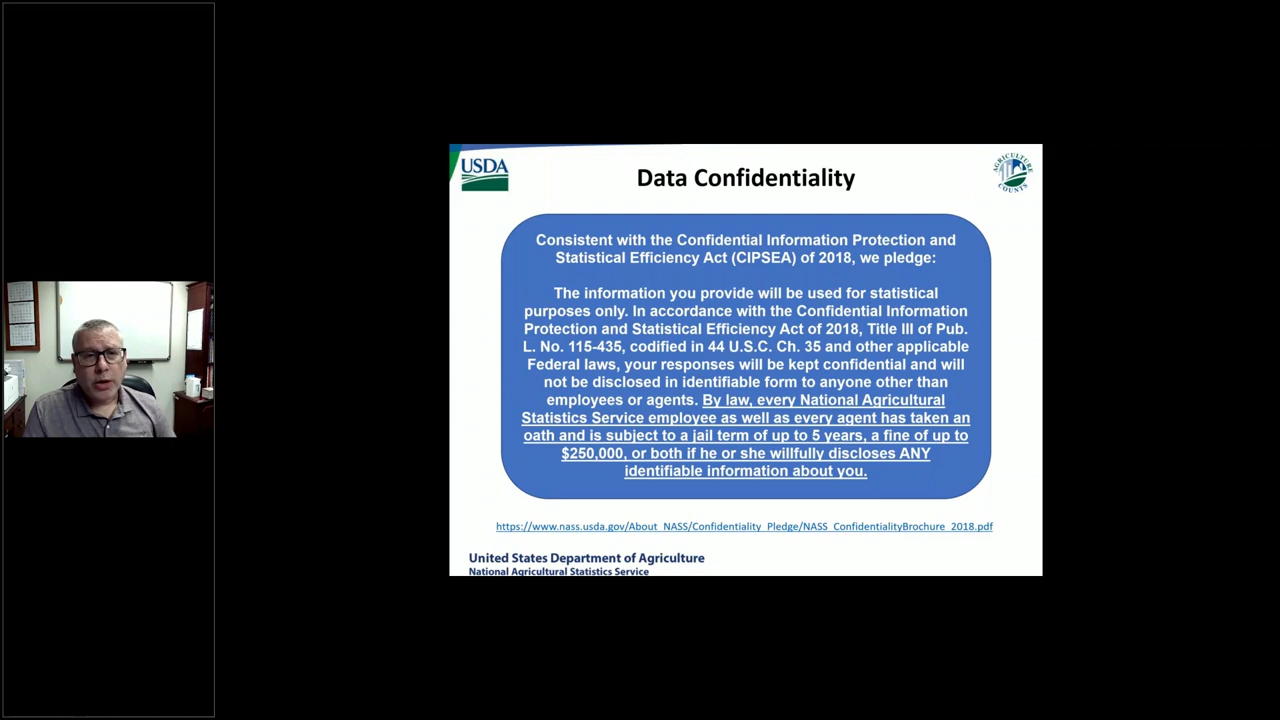 USDA
Data Confidentiality
AGRICULTURE
COUNTS
Consistent with the Confidential Information Protection and
Statistical Efficiency Act (CIPSEA) of 2018, we pledge:
The information you provide will be used for statistical
purposes only. In accordance with the Confidential Information
Protection and Statistical Efficiency Act of 2018, Title III of Pub.
L. No. 115-435, codified in 44 U.S.C. Ch. 35 and other applicable
Federal laws, your responses will be kept confidential and will
not be disclosed in identifiable form to anyone other than
employees or agents. By law, every National Agricultural
Statistics Service employee as well as every agent has taken an
oath and is subject to a jail term of up to 5 years, a fine of up to
$250,000, or both if he or she willfully discloses ANY
identifiable information about you.
https://www.nass.usda.gov/About_NASS/Confidentiality_Pledge/NASS_ConfidentialityBrochure_2018.pdf
United States Department of Agriculture
National Agricultural Statistics Service